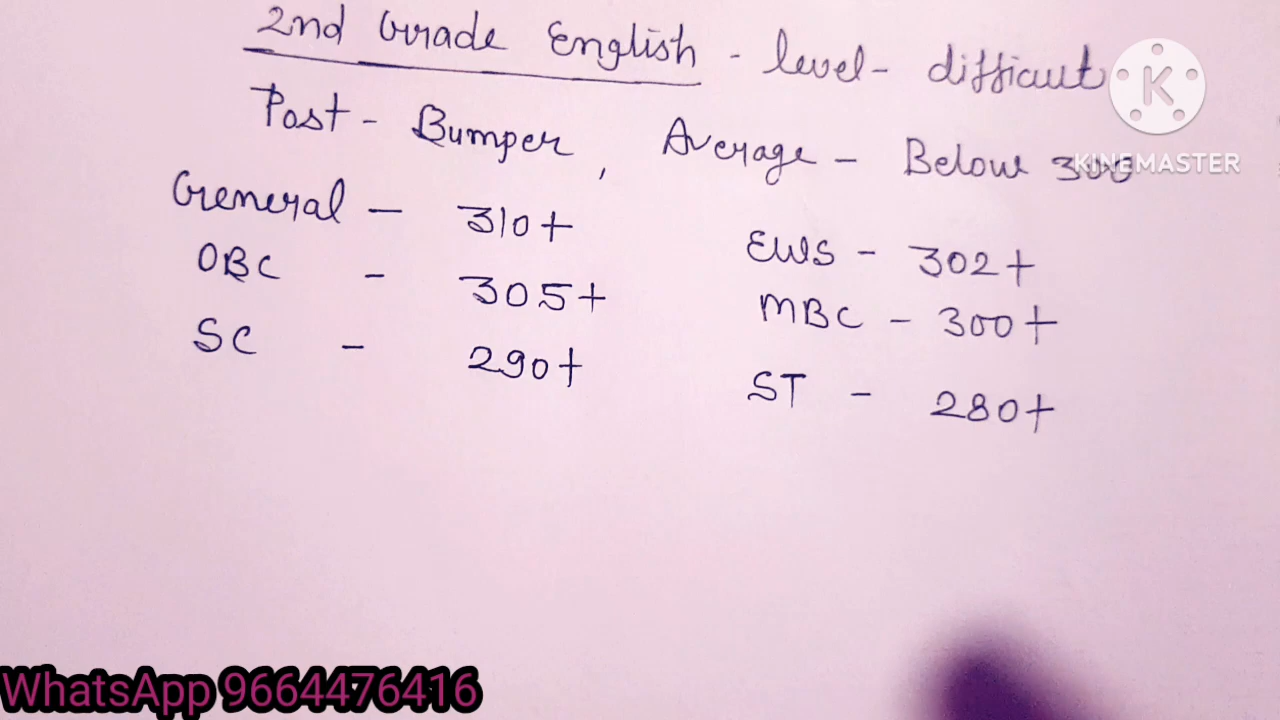 2nd Grade English - level - difficult
Post - Bumper, Average - Below 300
KINEMASTER
General - 310+
EWS - 302+
OBC - 305+
MBC - 300+
SC - 290+
ST - 280+
WhatsApp 9664476416